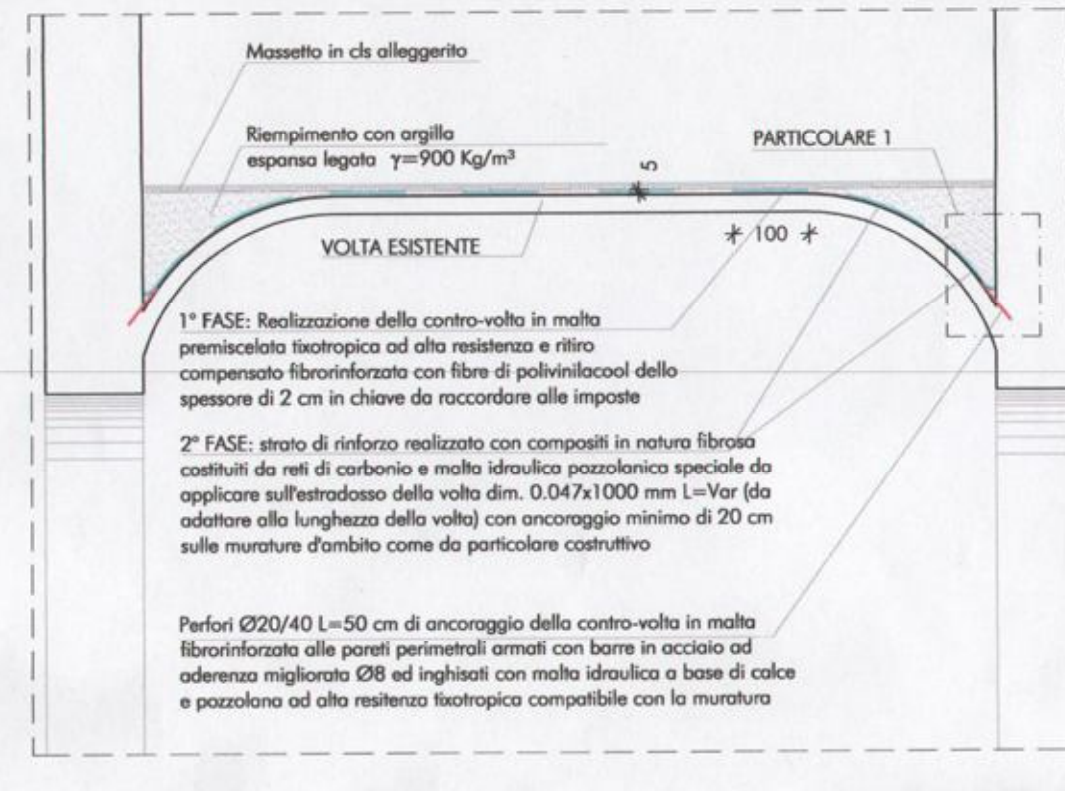 Massetto in cls alleggerito
Riempimento con argilla
espansa legata γ=900 Kg/m³
PARTICOLARE 1
5
VOLTA ESISTENTE
100
1° FASE: Realizzazione della contro-volta in malta
premiscelata tixotropica ad alta resistenza e ritiro
compensato fibrorinforzata con fibre di polivinilacool dello
spessore di 2 cm in chiave da raccordare alle imposte
2° FASE: strato di rinforzo realizzato con compositi in natura fibrosa
costituiti da reti di carbonio e malta idraulica pozzolanica speciale da
applicare sull'estradosso della volta dim. 0.047x1000 mm L=Var (da
adattare alla lunghezza della volta) con ancoraggio minimo di 20 cm
sulle murature d'ambito come da particolare costruttivo
Perfori Ø20/40 L=50 cm di ancoraggio della contro-volta in malta
fibrorinforzata alle pareti perimetrali armati con barre in acciaio ad
aderenza migliorata Ø8 ed inghisati con malta idraulica a base di calce
e pozzolana ad alta resitenza tixotropica compatibile con la muratura